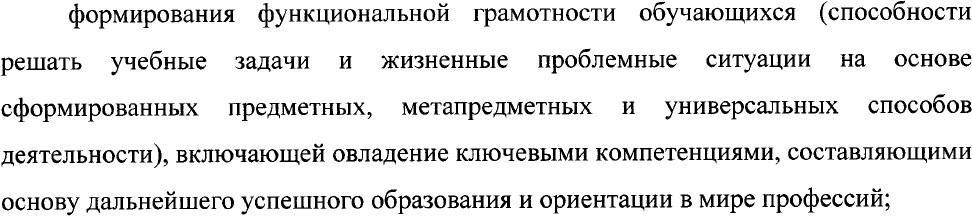 формирования функциональной грамотности обучающихся (способности
решать учебные задачи и жизненные проблемные ситуации на основе
сформированных предметных, метапредметных и универсальных способов
деятельности), включающей овладение ключевыми компетенциями, составляющими
основу дальнейшего успешного образования и ориентации в мире профессий;